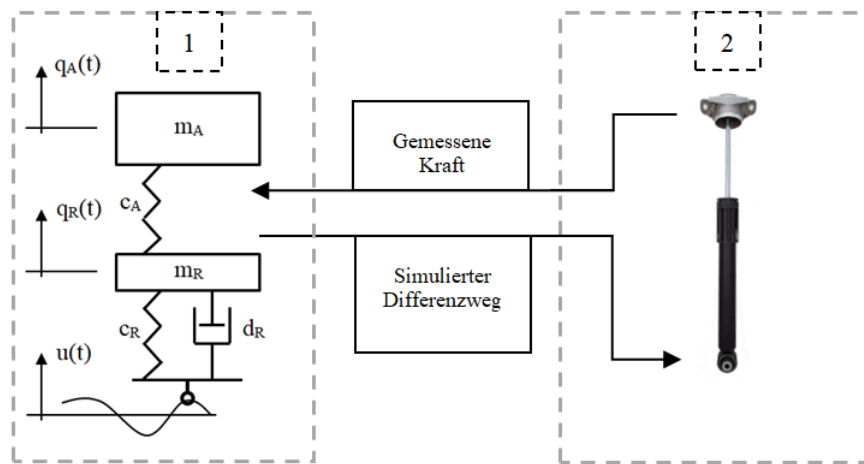 1
2
qA(t)
mA
Gemessene
Kraft
cA
qR(t)
mR
Simulierter
Differenzweg
cR
dR
u(t)